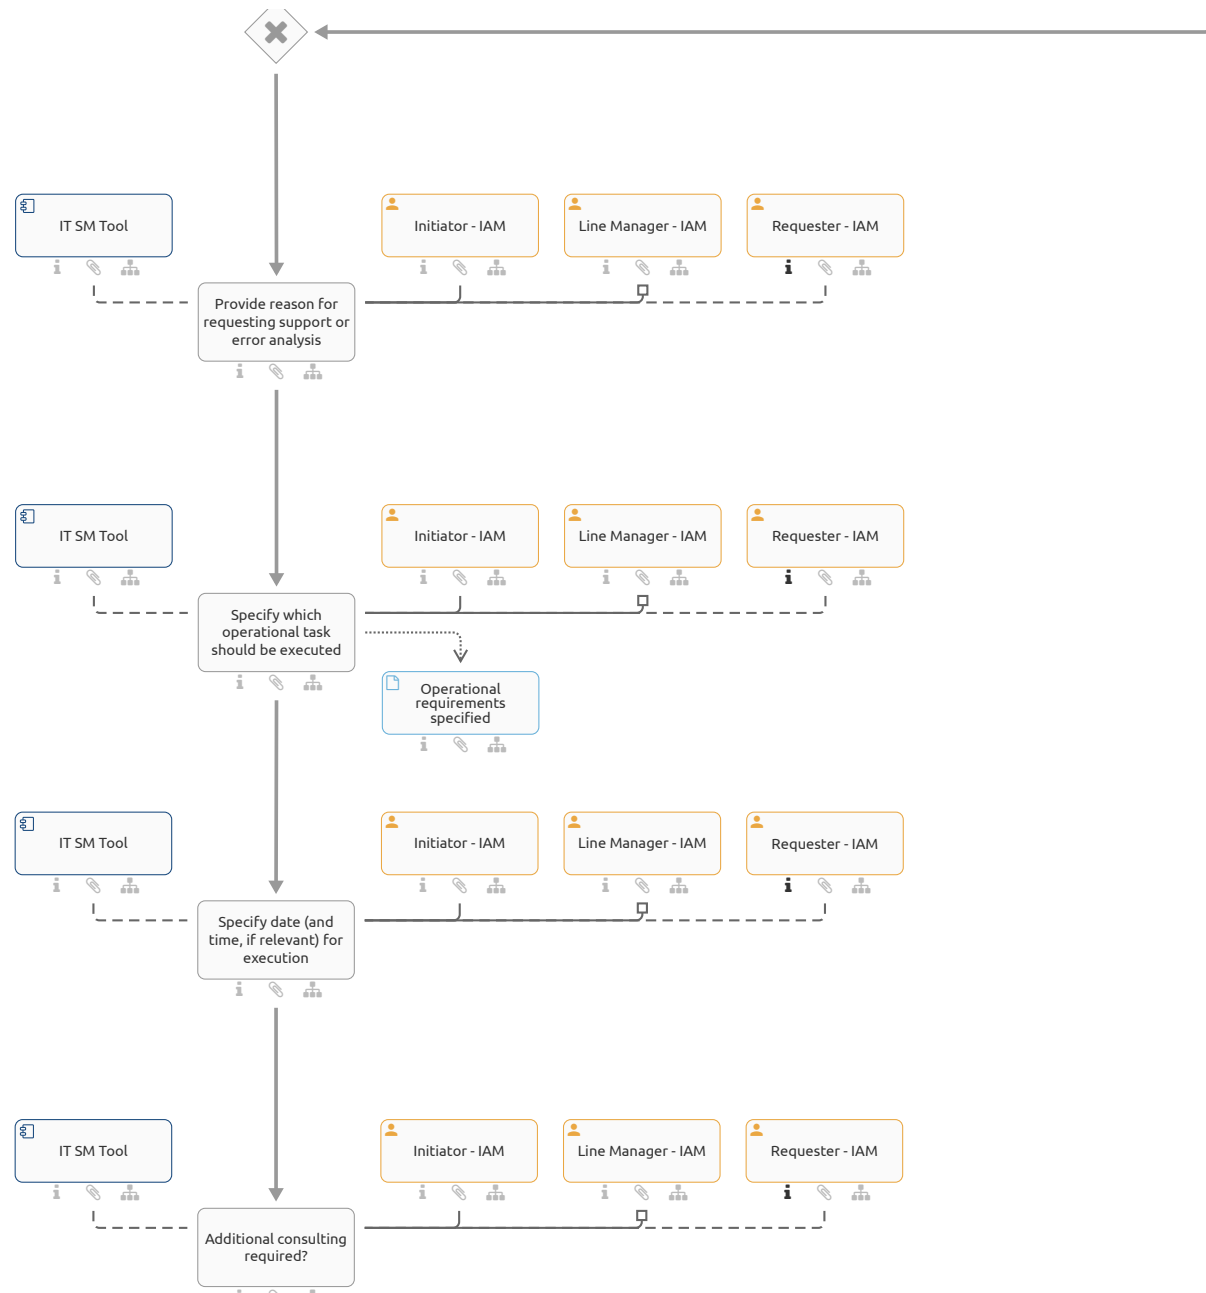 IT SM Tool
Initiator - IAM
Line Manager - IAM
Requester - IAM
Provide reason for
requesting support or
error analysis
IT SM Tool
Initiator - IAM
Line Manager - IAM
Requester - IAM
Specify which
operational task
should be executed
Operational
requirements
specified
IT SM Tool
Initiator - IAM
Line Manager - IAM
Requester - IAM
Specify date (and
time, if relevant) for
execution
IT SM Tool
Initiator - IAM
Line Manager - IAM
Requester - IAM
Additional consulting
required?